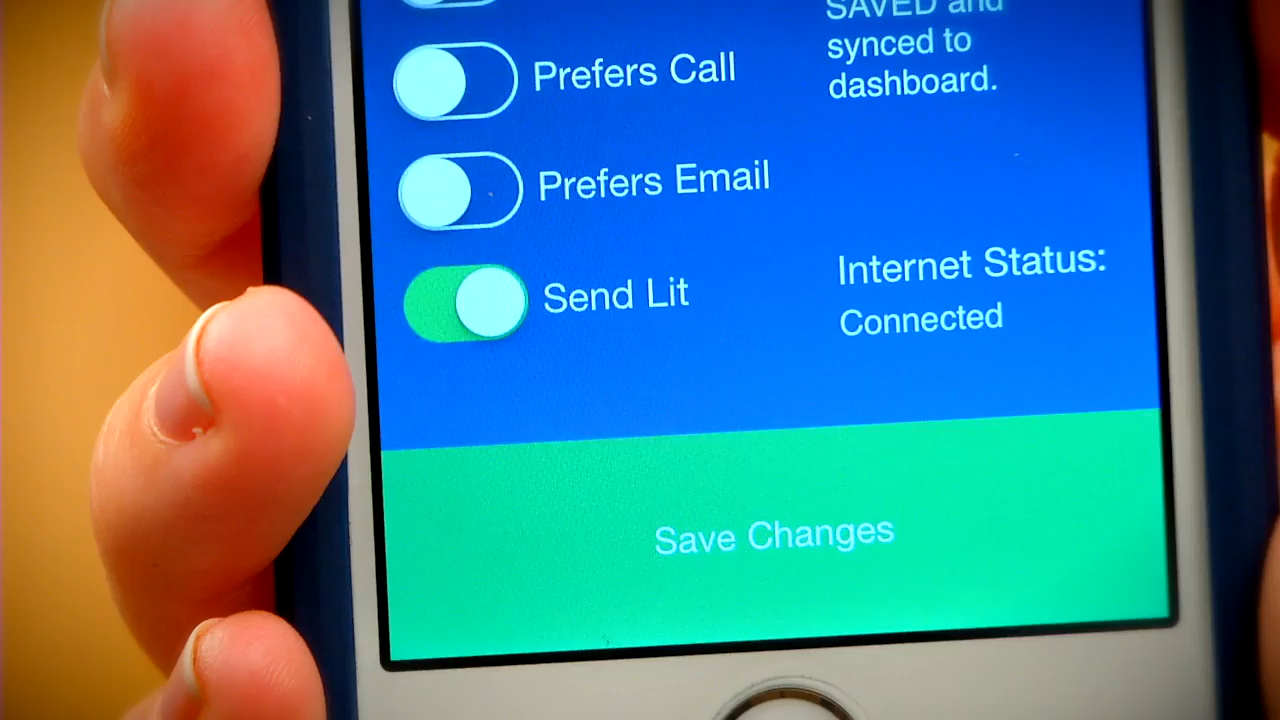 SAVED and
synced to
dashboard.
Prefers Call
Prefers Email
Send Lit
Internet Status:
Connected
Save Changes